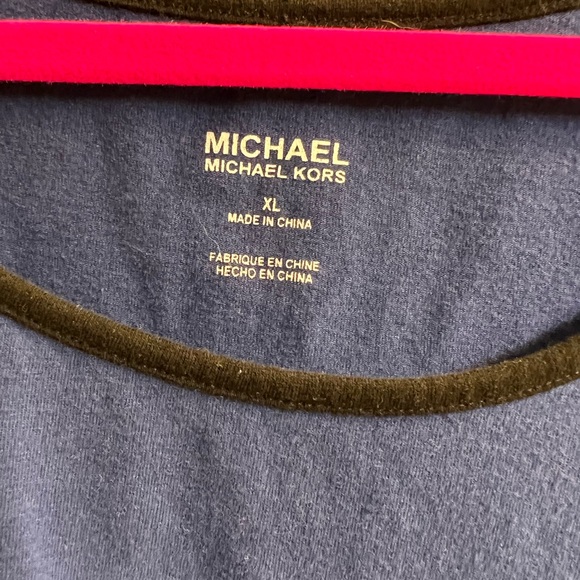 MICHAEL
MICHAEL KORS
XL
MADE IN CHINA
FABRIQUE EN CHINE
HECHO EN CHINA